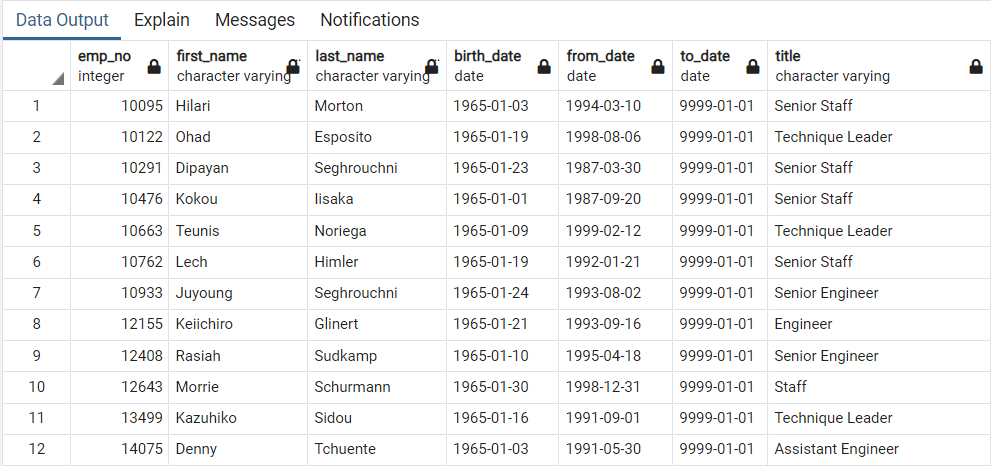 Data Output Explain Messages Notifications
emp_no first_name last_name birth_date from_date to_date title
integer character varying character varying date date date character varying
1 10095 Hilari Morton 1965-01-03 1994-03-10 9999-01-01 Senior Staff
2 10122 Ohad Esposito 1965-01-19 1998-08-06 9999-01-01 Technique Leader
3 10291 Dipayan Seghrouchni 1965-01-23 1987-03-30 9999-01-01 Senior Staff
4 10476 Kokou Iisaka 1965-01-01 1987-09-20 9999-01-01 Senior Staff
5 10663 Teunis Noriega 1965-01-09 1999-02-12 9999-01-01 Technique Leader
6 10762 Lech Himler 1965-01-19 1992-01-21 9999-01-01 Senior Staff
7 10933 Juyoung Seghrouchni 1965-01-24 1993-08-02 9999-01-01 Senior Engineer
8 12155 Keiichiro Glinert 1965-01-21 1993-09-16 9999-01-01 Engineer
9 12408 Rasiah Sudkamp 1965-01-10 1995-04-18 9999-01-01 Senior Engineer
10 12643 Morrie Schurmann 1965-01-30 1998-12-31 9999-01-01 Staff
11 13499 Kazuhiko Sidou 1965-01-16 1991-09-01 9999-01-01 Technique Leader
12 14075 Denny Tchuente 1965-01-03 1991-05-30 9999-01-01 Assistant Engineer